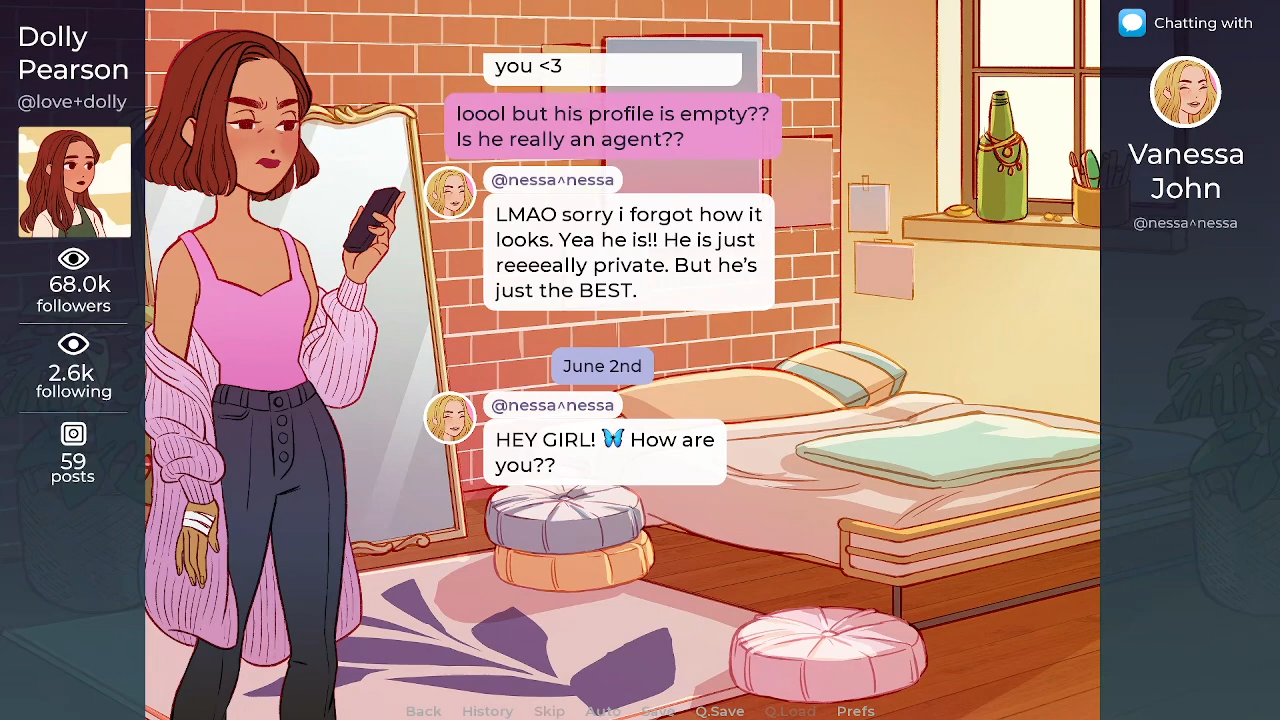 Dolly
Pearson
@love+dolly
68.0k
followers
2.6k
following
59
posts
you <3
loool but his profile is empty??
Is he really an agent??
@nessa^nessa
LMAO sorry i forgot how it
looks. Yea he is!! He is just
reeeeally private. But he’s
just the BEST.
June 2nd
@nessa^nessa
HEY GIRL! 🦋 How are
you??
Chatting with
Vanessa
John
@nessa^nessa
Back History Skip Auto Save Q.Save Q.Load Prefs